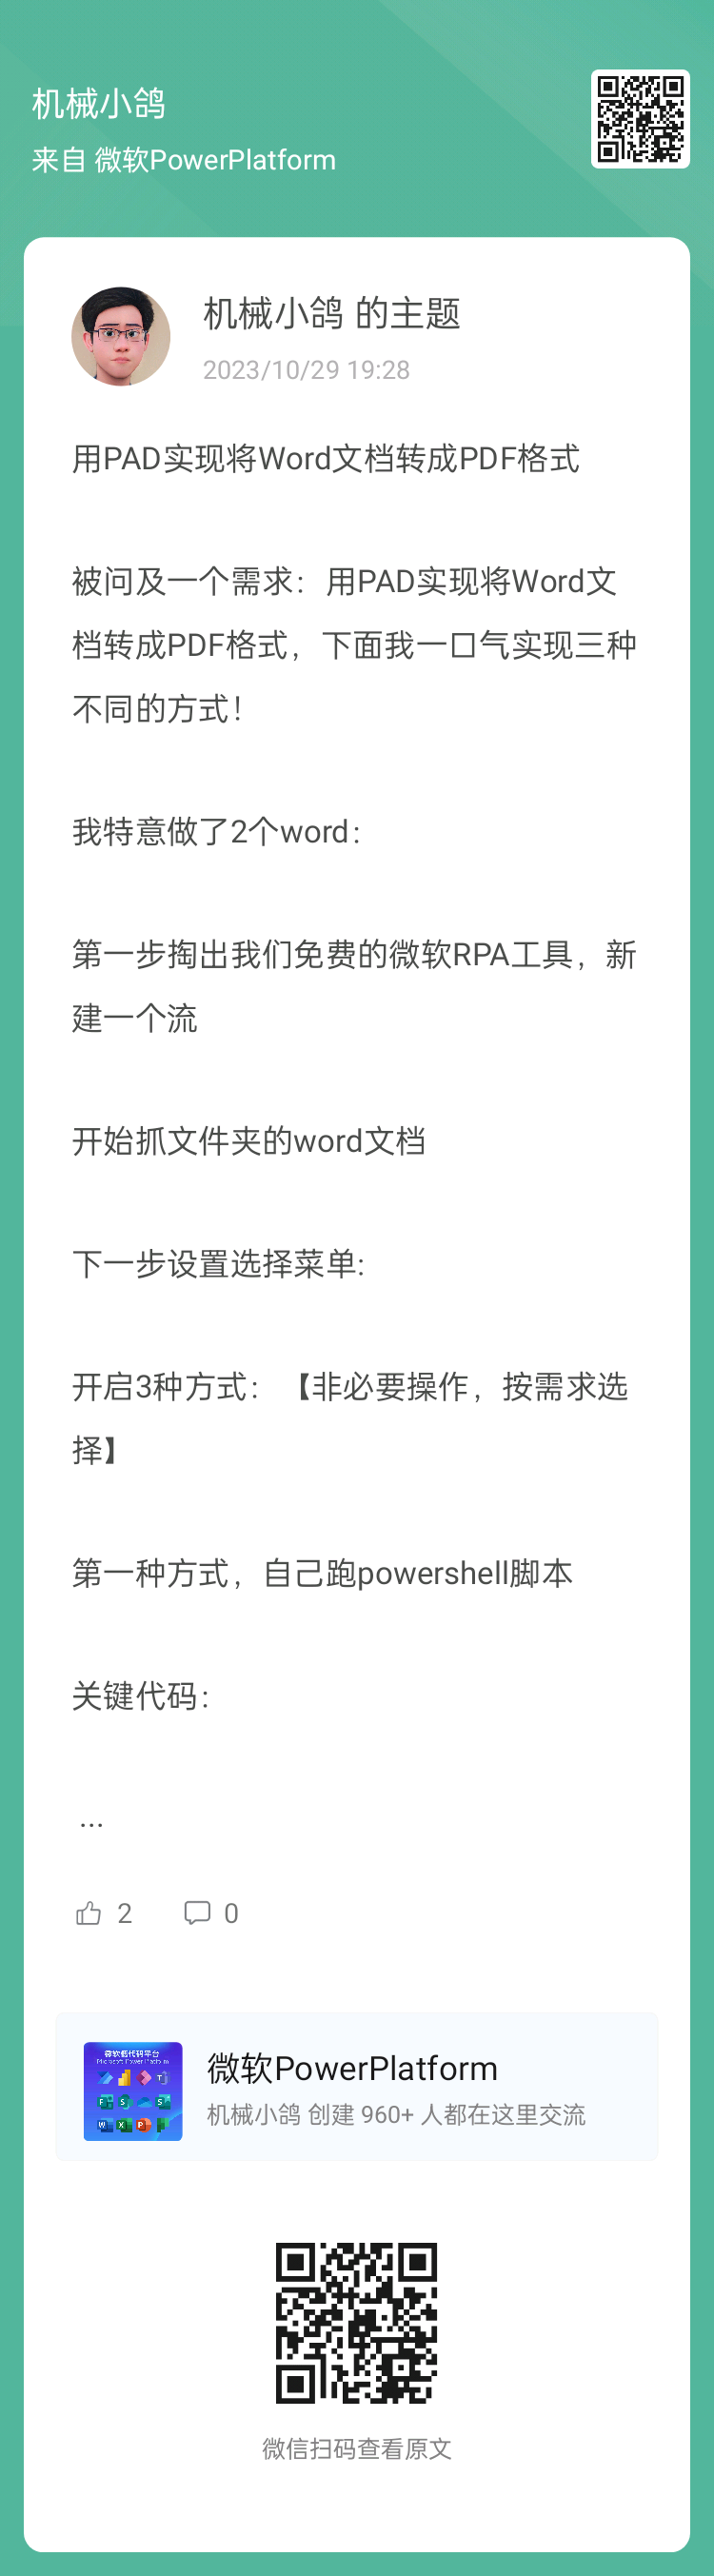 机械小鸽
来自 微软PowerPlatform
机械小鸽 的主题
2023/10/29 19:28
用PAD实现将Word文档转成PDF格式
被问及一个需求：用PAD实现将Word文
档转成PDF格式，下面我一口气实现三种
不同的方式！
我特意做了2个word：
第一步掏出我们免费的微软RPA工具，新
建一个流
开始抓文件夹的word文档
下一步设置选择菜单:
开启3种方式：【非必要操作，按需求选
择】
第一种方式，自己跑powershell脚本
关键代码：
...
2 0
微软低代码平台
Microsoft Power Platform
微软PowerPlatform
机械小鸽 创建 960+ 人都在这里交流
微信扫码查看原文